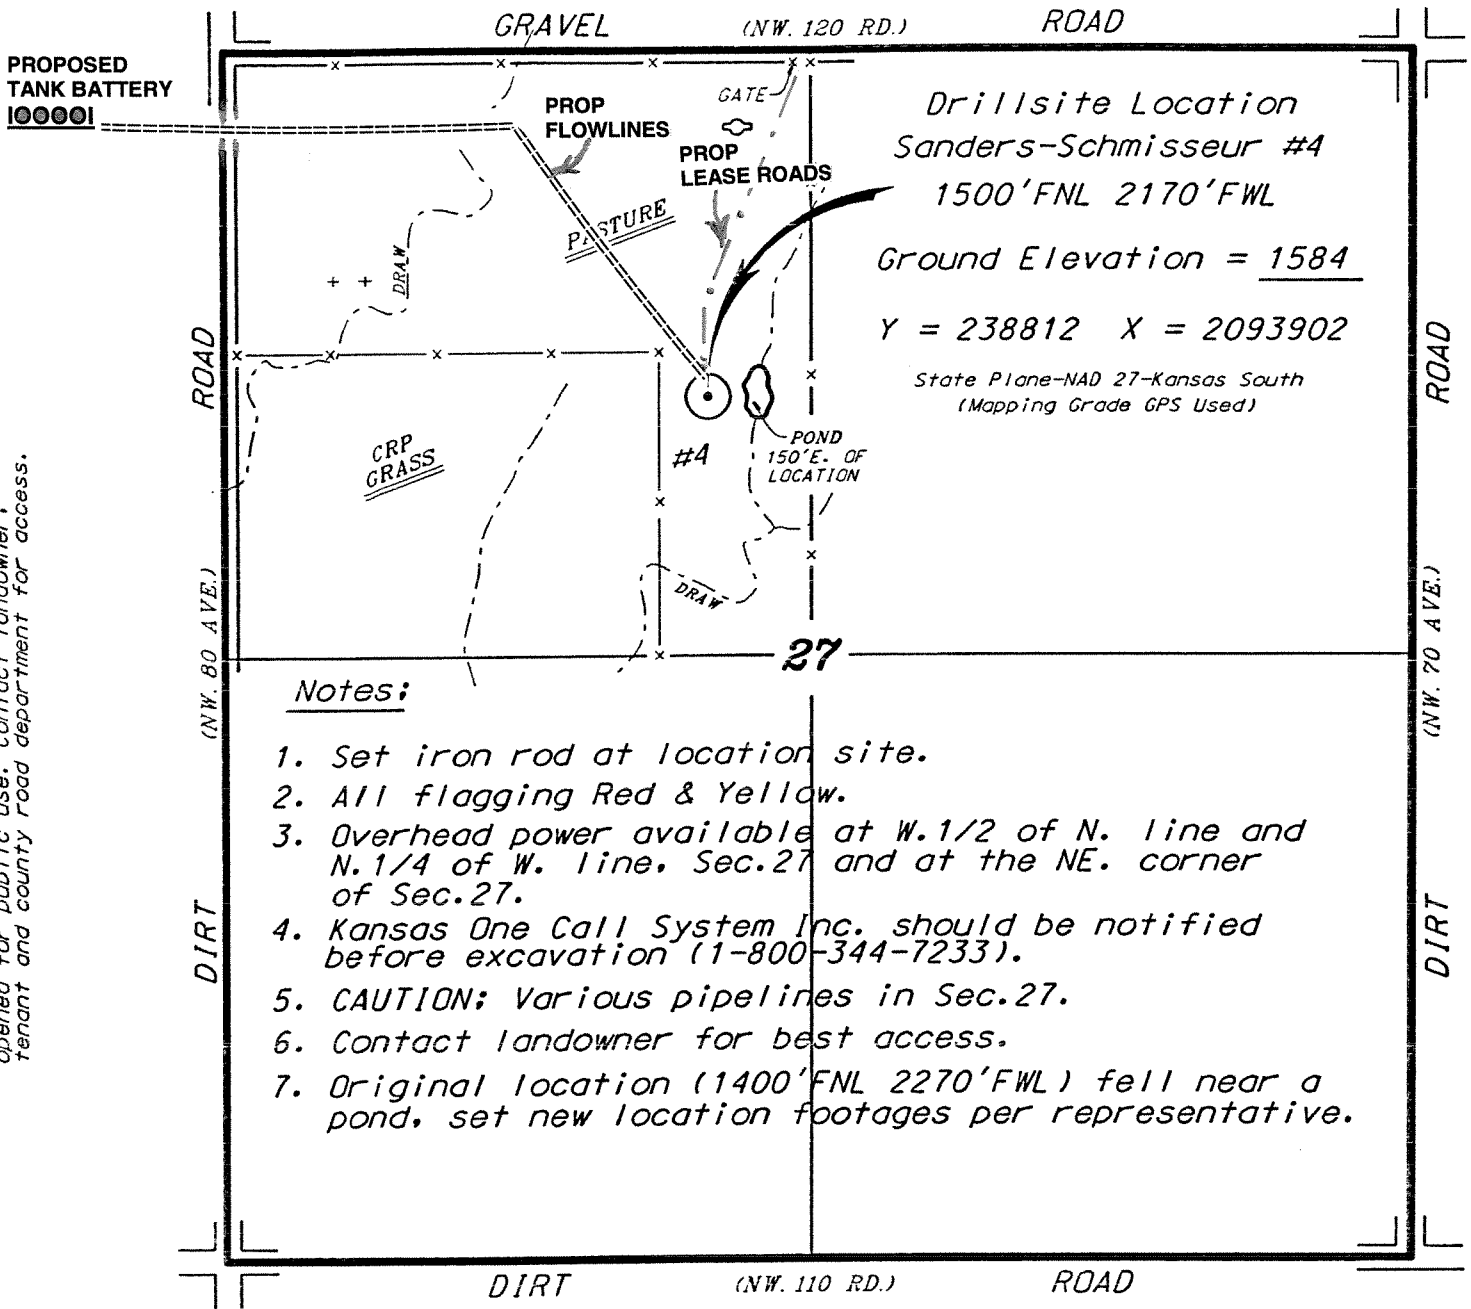 GRAVEL (NW. 120 RD.) ROAD
PROPOSED
TANK BATTERY
PROP
FLOWLINES
GATE
PROP
LEASE ROADS
Drillsite Location
Sanders-Schmisseur #4
1500'FNL 2170'FWL
Ground Elevation = 1584
Y = 238812 X = 2093902
State Plane-NAD 27-Kansas South
(Mapping Grade GPS Used)
PASTURE
DRAW
CRP
GRASS
#4
POND
150'E. OF
LOCATION
DRAW
27
DIRT (NW. 80 AVE.) ROAD
DIRT (NW. 70 AVE.) ROAD
opened for public use. Contact landowner,
tenant and county road department for access.
Notes:
1. Set iron rod at location site.
2. All flagging Red & Yellow.
3. Overhead power available at W.1/2 of N. line and
N.1/4 of W. line, Sec.27 and at the NE. corner
of Sec.27.
4. Kansas One Call System Inc. should be notified
before excavation (1-800-344-7233).
5. CAUTION: Various pipelines in Sec.27.
6. Contact landowner for best access.
7. Original location (1400'FNL 2270'FWL) fell near a
pond, set new location footages per representative.
DIRT (NW. 110 RD.) ROAD